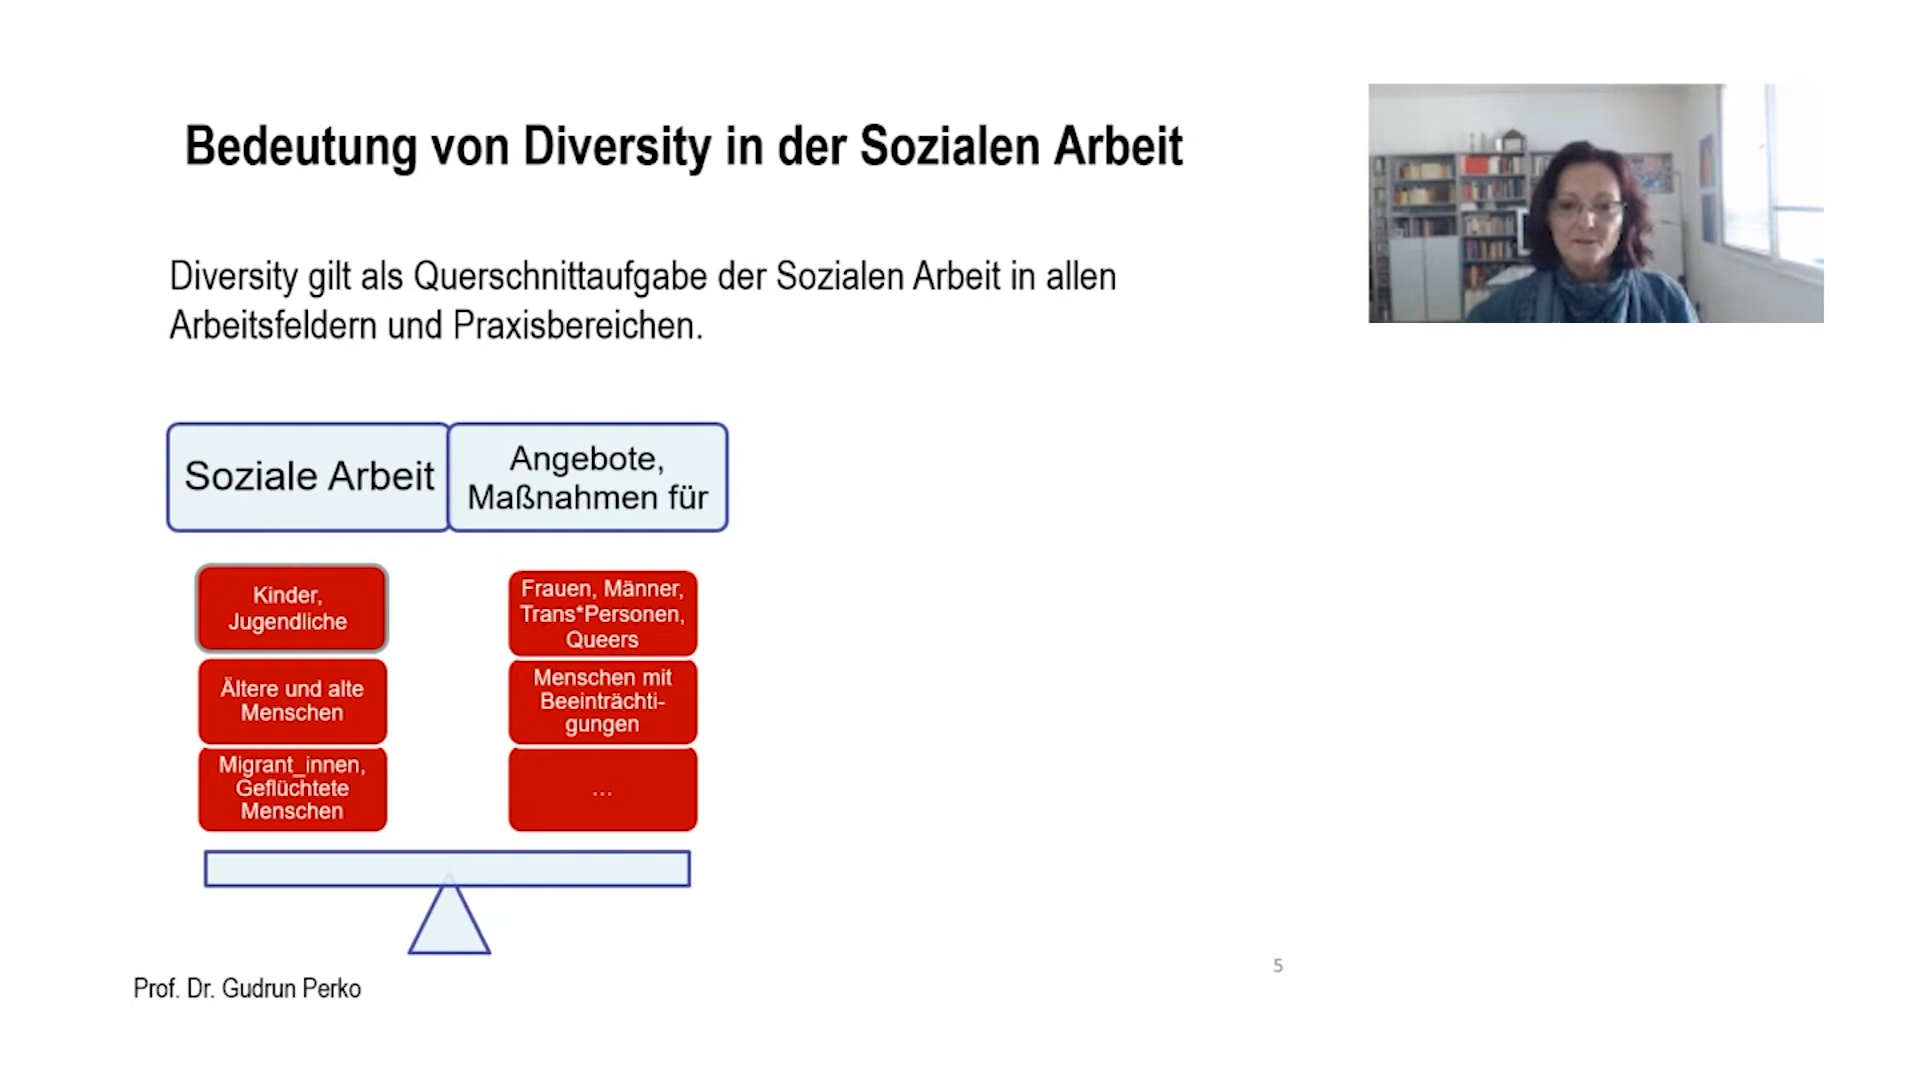 Bedeutung von Diversity in der Sozialen Arbeit
Diversity gilt als Querschnittaufgabe der Sozialen Arbeit in allen
Arbeitsfeldern und Praxisbereichen.
Soziale Arbeit
Angebote,
Maßnahmen für
Kinder,
Jugendliche
Ältere und alte
Menschen
Migrant_innen,
Geflüchtete
Menschen
Frauen, Männer,
Trans*Personen,
Queers
Menschen mit
Beeinträchti-
gungen
...
Prof. Dr. Gudrun Perko
5